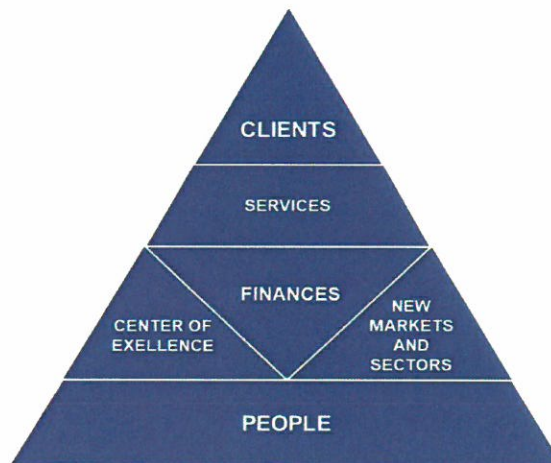 CLIENTS
SERVICES
FINANCES
CENTER OF
EXELLENCE
NEW
MARKETS
AND
SECTORS
PEOPLE